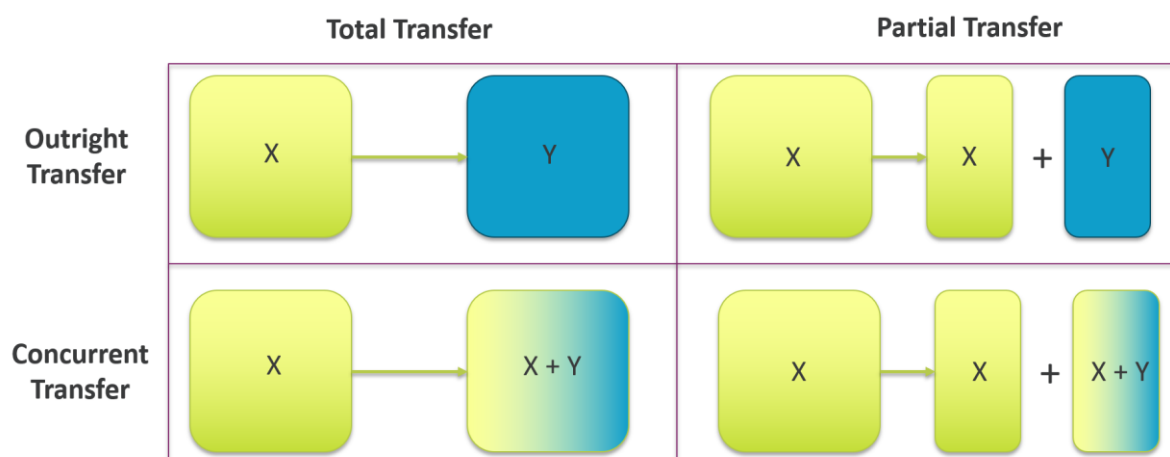 Total Transfer
Partial Transfer
Outright
Transfer
X
Y
X
X
+
Y
Concurrent
Transfer
X
X + Y
X
X
+
X + Y